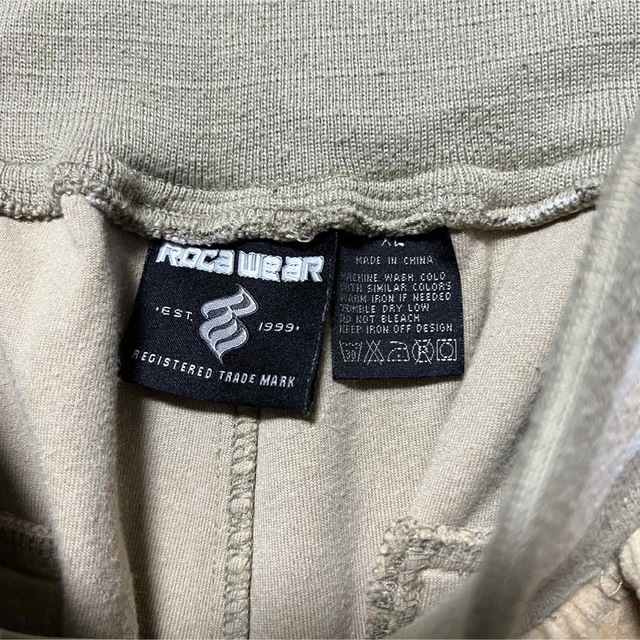 Rocawear
EST. 1999
REGISTERED TRADE MARK
XL
MADE IN CHINA
MACHINE WASH COLD
WITH SIMILAR COLORS
WARM IRON IF NEEDED
TUMBLE DRY LOW
DO NOT BLEACH
KEEP IRON OFF DESIGN
30